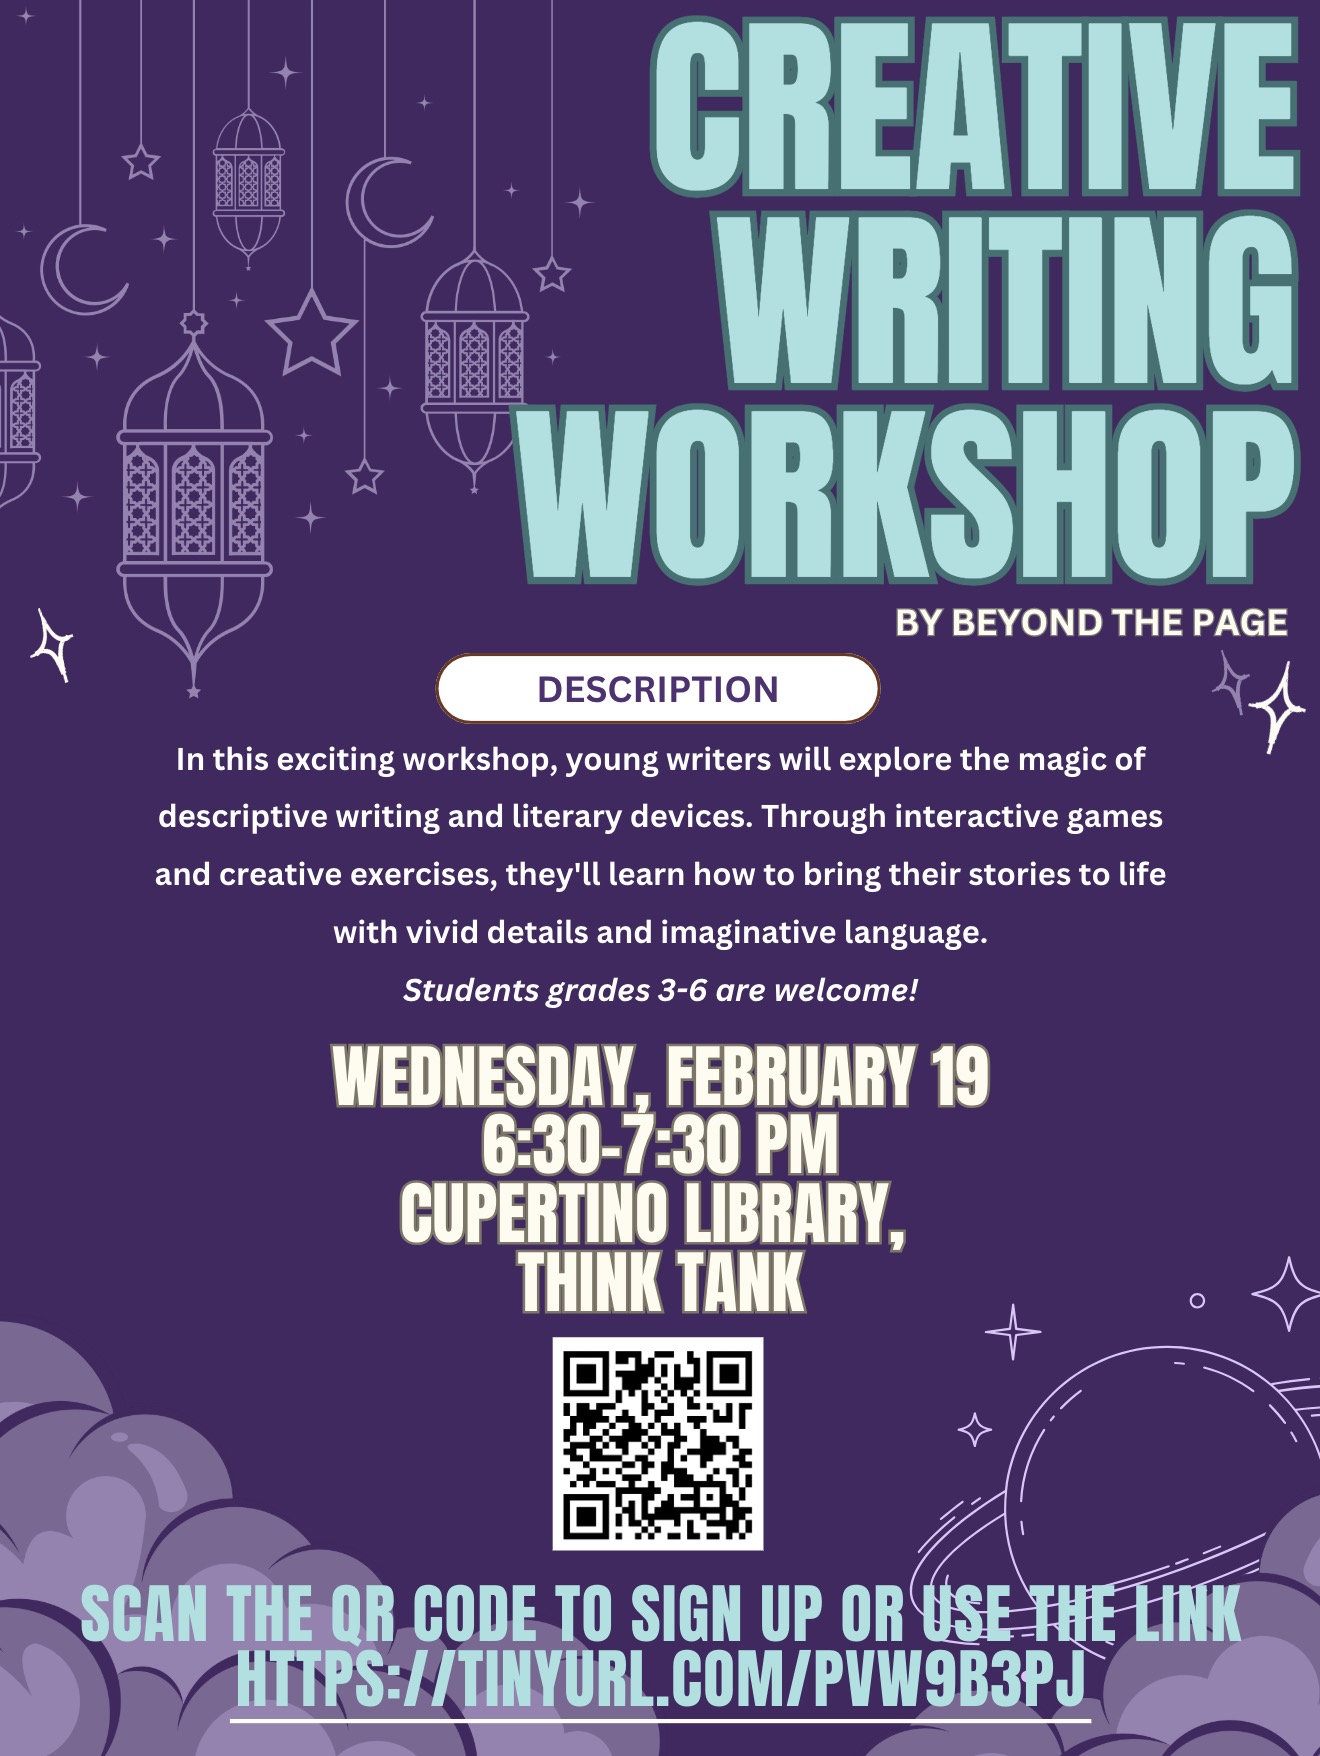 CREATIVE
WRITING
WORKSHOP
BY BEYOND THE PAGE
DESCRIPTION
In this exciting workshop, young writers will explore the magic of
descriptive writing and literary devices. Through interactive games
and creative exercises, they'll learn how to bring their stories to life
with vivid details and imaginative language.
Students grades 3-6 are welcome!
WEDNESDAY, FEBRUARY 19
6:30-7:30 PM
CUPERTINO LIBRARY,
THINK TANK
SCAN THE QR CODE TO SIGN UP OR USE THE LINK
HTTPS://TINYURL.COM/PVW9B3PJ